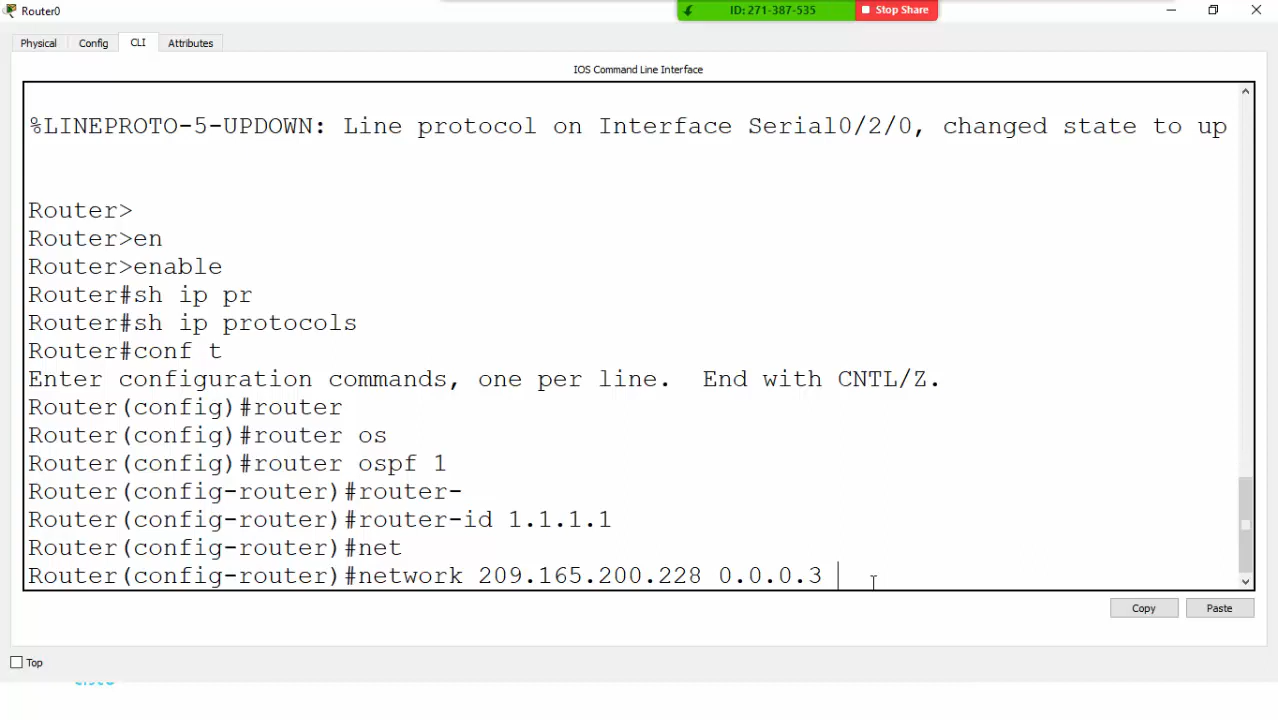 Router0
ID: 271-387-535
Stop Share
Physical
Config
CLI
Attributes
IOS Command Line Interface
%LINEPROTO-5-UPDOWN: Line protocol on Interface Serial0/2/0, changed state to up
Router>
Router>en
Router>enable
Router#sh ip pr
Router#sh ip protocols
Router#conf t
Enter configuration commands, one per line.  End with CNTL/Z.
Router(config)#router
Router(config)#router os
Router(config)#router ospf 1
Router(config-router)#router-
Router(config-router)#router-id 1.1.1.1
Router(config-router)#net
Router(config-router)#network 209.165.200.228 0.0.0.3
Copy
Paste
Top